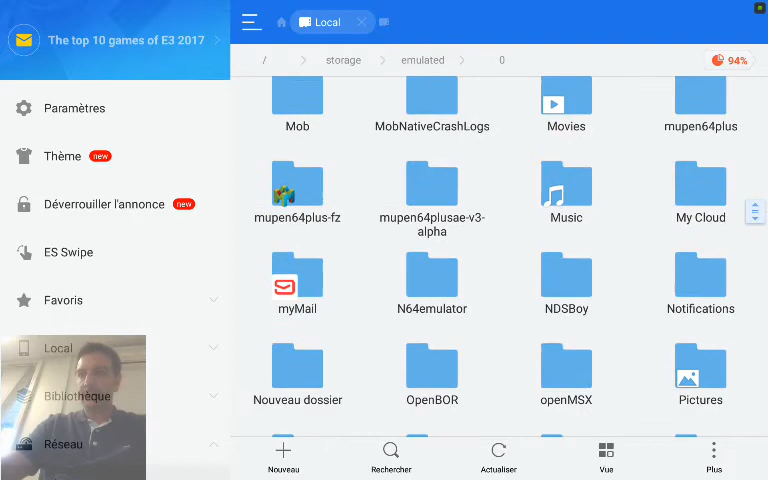 The top 10 games of E3 2017
Local
/ storage emulated 0
94%
Paramètres
Thème new
Déverrouiller l'annonce new
ES Swipe
Favoris
Local
Bibliothèque
Réseau
Mob
MobNativeCrashLogs
Movies
mupen64plus
mupen64plus-fz
mupen64plusae-v3-
alpha
Music
My Cloud
myMail
N64emulator
NDSBoy
Notifications
Nouveau dossier
OpenBOR
openMSX
Pictures
Nouveau
Rechercher
Actualiser
Vue
Plus